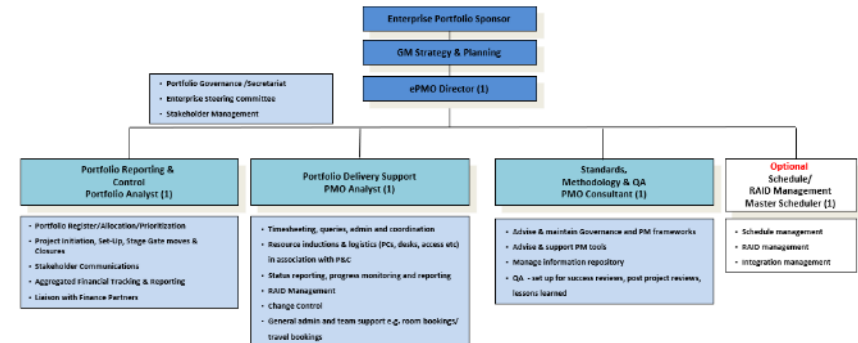 Enterprise Portfolio Sponsor
GM Strategy & Planning
ePMO Director (1)
• Portfolio Governance /Secretariat
• Enterprise Steering Committee
• Stakeholder Management
Portfolio Reporting &
Control
Portfolio Analyst (1)
• Portfolio Register/Allocation/Prioritization
• Project Initiation, Set-Up, Stage Gate moves &
Closures
• Stakeholder Communications
• Aggregated Financial Tracking & Reporting
• Liaison with Finance Partners
Portfolio Delivery Support
PMO Analyst (1)
• Timesheeting, queries, admin and coordination
• Resource inductions & logistics (PCs, desks, access etc)
in association with P&C
• Status reporting, progress monitoring and reporting
• RAID Management
• Change Control
• General admin and team support e.g. room bookings/
travel bookings
Standards,
Methodology & QA
PMO Consultant (1)
• Advise & maintain Governance and PM frameworks
• Advise & support PM tools
• Manage information repository
• QA - set up for success reviews, post project reviews,
lessons learned
Optional
Schedule/
RAID Management
Master Scheduler (1)
• Schedule management
• RAID management
• Integration management